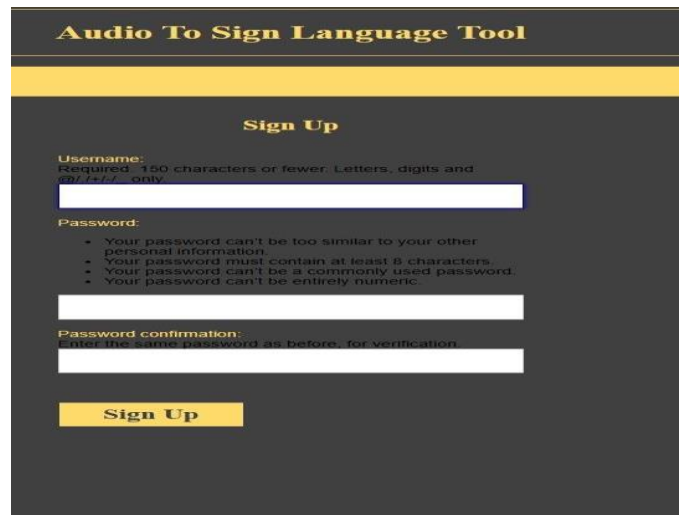 Audio To Sign Language Tool
Sign Up
Username:
Required. 150 characters or fewer. Letters, digits and
@/./+/-/_ only.
Password:
• Your password can't be too similar to your other
personal information.
• Your password must contain at least 8 characters.
• Your password can't be a commonly used password.
• Your password can't be entirely numeric.
Password confirmation:
Enter the same password as before, for verification.
Sign Up